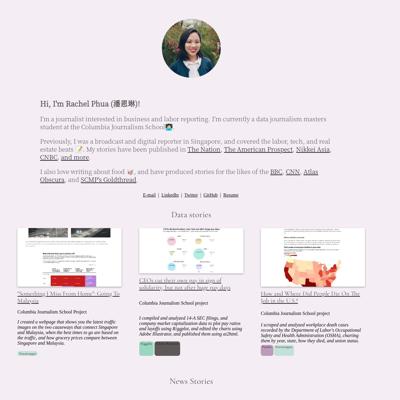 Hi, I'm Rachel Phua (潘恩琳)!
I'm a journalist interested in business and labor reporting. I'm currently a data journalism masters
student at the Columbia Journalism School
Previously, I was a broadcast and digital reporter in Singapore, and covered the labor, tech, and real
estate beats. My stories have been published in The Nation, The American Prospect, Nikkei Asia,
CNBC, and more.
I also love writing about food, and have produced stories for the likes of the BBC, CNN, Atlas
Obscura, and SCMP's Goldthread.
E-mail | LinkedIn | Twitter | GitHub | Resume
Data stories
"Something I Miss From Home": Going To
Malaysia
Columbia Journalism School project
I created a webpage that shows you the latest traffic
images on the two causeways that connect Singapore
and Malaysia, when the best times to go are based on
the traffic, and how grocery prices compare between
Singapore and Malaysia.
CEOs cut their own pay in sign of
solidarity, but not after huge pay days
Columbia Journalism School project
I compiled and analyzed 14-A SEC filings, and
company market capitalization data to plot pay ratios
and layoffs using Rggplot, and edited the charts using
Adobe Illustrator, and published them using ai2html.
How and Where Did People Die On The
Job in the U.S?
Columbia Journalism School project
I scraped and analyzed workplace death cases
recorded by the Department of Labor's Occupational
Safety and Health Administration (OSHA), charting
them by year, state, how they died, and union status.
News Stories